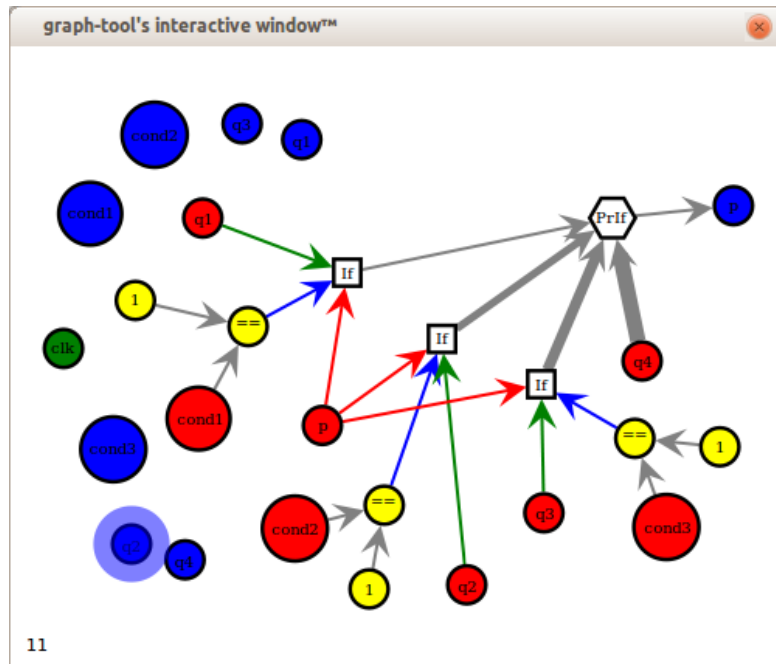 graph-tool's interactive window™
cond2
q3
q1
cond1
q1
PrIf
p
If
1
==
clk
If
q4
If
cond1
p
cond3
==
1
==
q3
cond2
cond3
q2
q4
1
q2
11